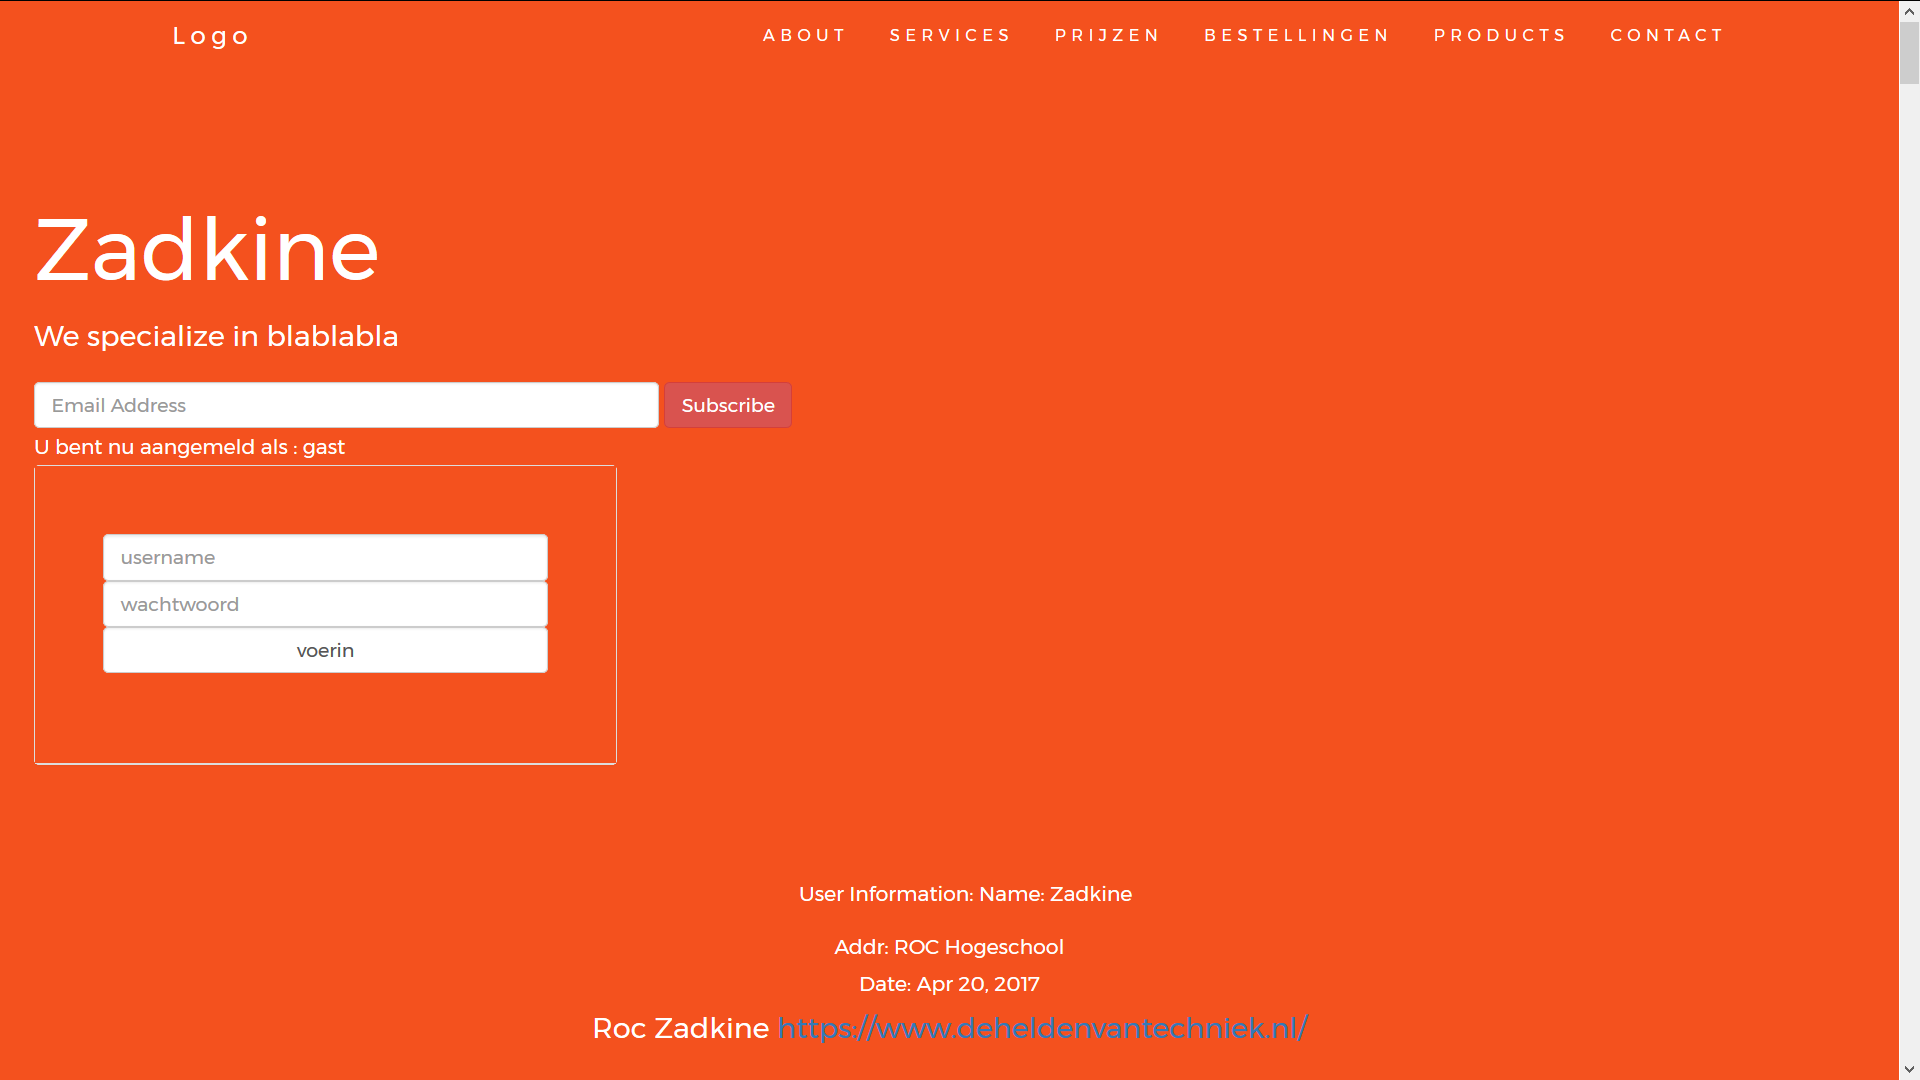 Logo ABOUT SERVICES PRIJZEN BESTELLINGEN PRODUCTS CONTACT
Zadkine
We specialize in blablabla
Email Address Subscribe
U bent nu aangemeld als : gast
username
wachtwoord
voerin
User Information: Name: Zadkine
Addr: ROC Hogeschool
Date: Apr 20, 2017
Roc Zadkine https://www.deheldenvantechniek.nl/